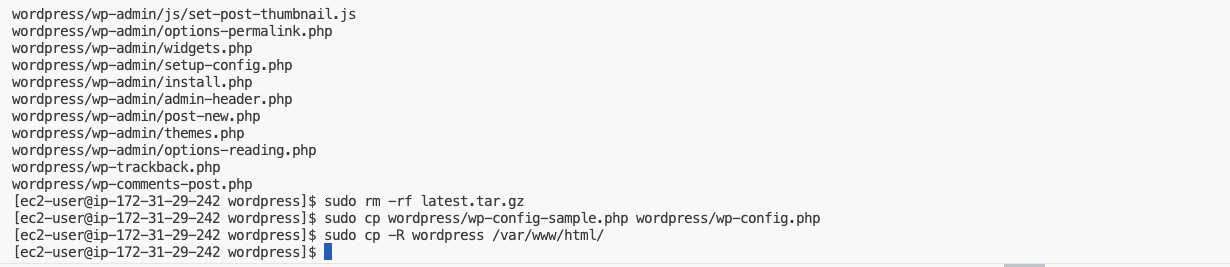 wordpress/wp-admin/js/set-post-thumbnail.js
wordpress/wp-admin/options-permalink.php
wordpress/wp-admin/widgets.php
wordpress/wp-admin/setup-config.php
wordpress/wp-admin/install.php
wordpress/wp-admin/admin-header.php
wordpress/wp-admin/post-new.php
wordpress/wp-admin/themes.php
wordpress/wp-admin/options-reading.php
wordpress/wp-trackback.php
wordpress/wp-comments-post.php
[ec2-user@ip-172-31-29-242 wordpress]$ sudo rm -rf latest.tar.gz
[ec2-user@ip-172-31-29-242 wordpress]$ sudo cp wordpress/wp-config-sample.php wordpress/wp-config.php
[ec2-user@ip-172-31-29-242 wordpress]$ sudo cp -R wordpress /var/www/html/
[ec2-user@ip-172-31-29-242 wordpress]$